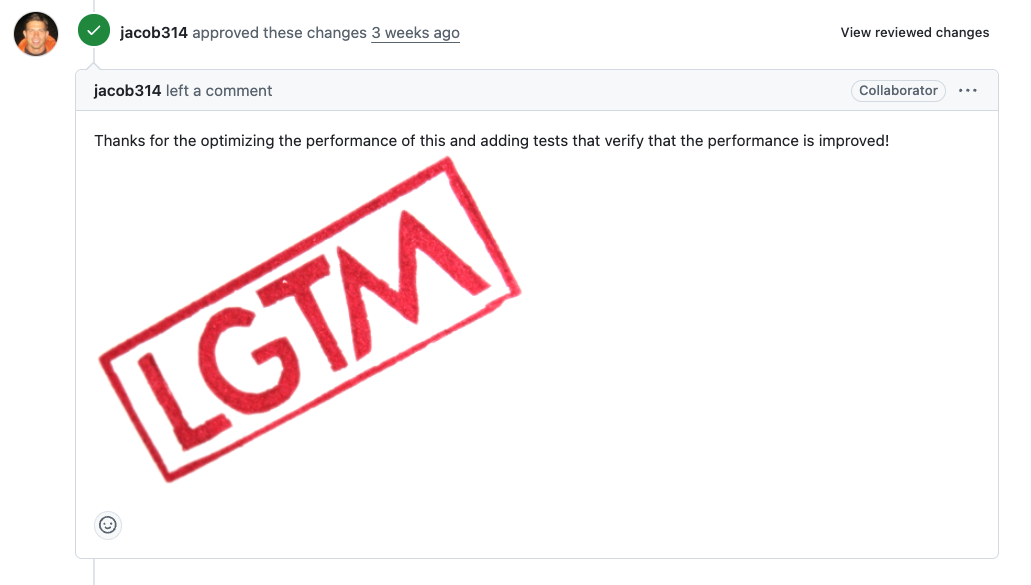 jacob314 approved these changes 3 weeks ago
View reviewed changes
jacob314 left a comment
Collaborator
Thanks for the optimizing the performance of this and adding tests that verify that the performance is improved!
LGTM